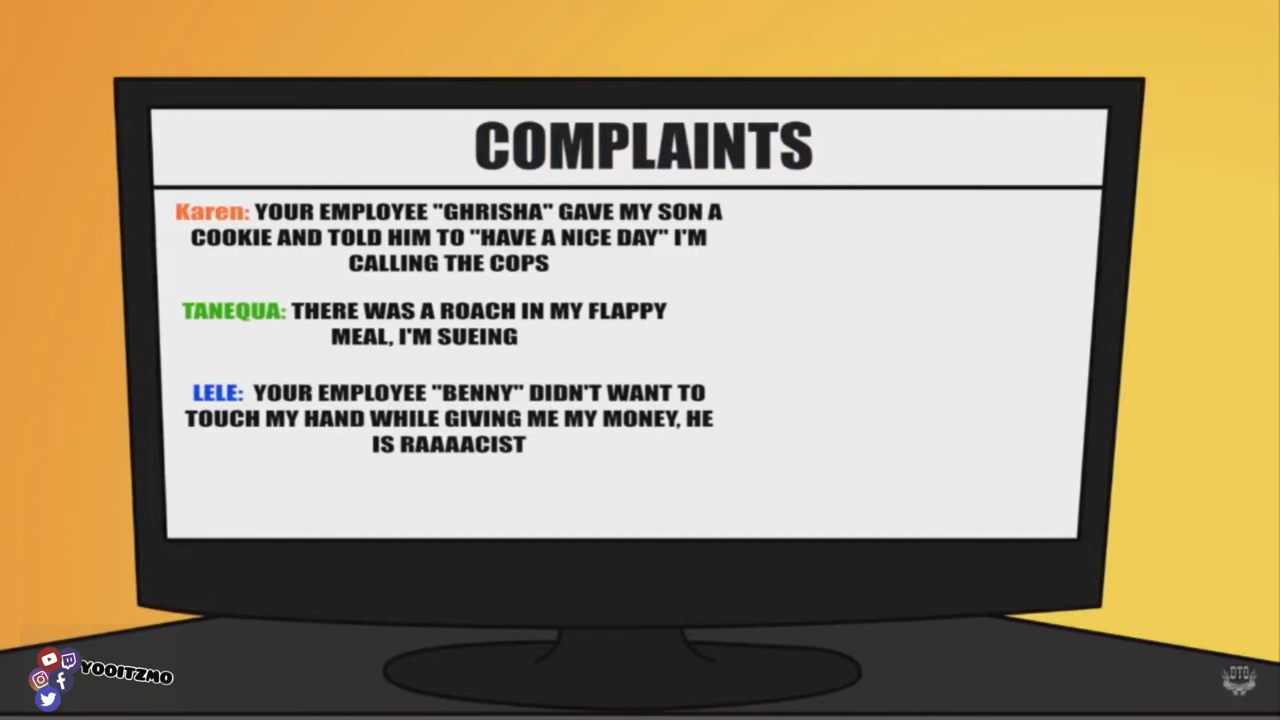 COMPLAINTS
Karen: YOUR EMPLOYEE "GHRISHA" GAVE MY SON A
COOKIE AND TOLD HIM TO "HAVE A NICE DAY" I'M
CALLING THE COPS
TANEQUA: THERE WAS A ROACH IN MY FLAPPY
MEAL, I'M SUEING
LELE: YOUR EMPLOYEE "BENNY" DIDN'T WANT TO
TOUCH MY HAND WHILE GIVING ME MY MONEY, HE
IS RAAAACIST
YOOITZMO
DTO